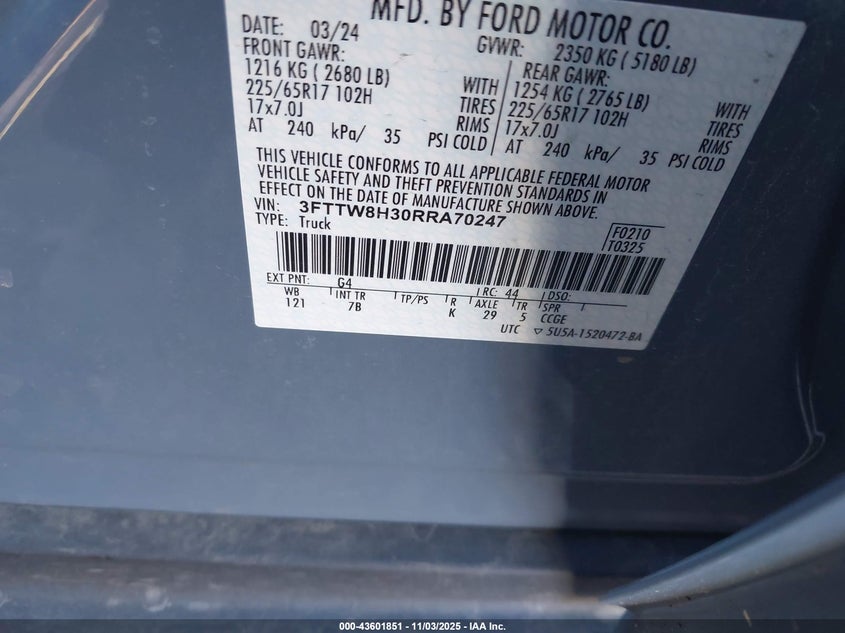 MFD. BY FORD MOTOR CO.
DATE: 03/24 GVWR: 2350 KG ( 5180 LB)
FRONT GAWR: REAR GAWR:
1216 KG ( 2680 LB) WITH 1254 KG ( 2765 LB) WITH
225/65R17 102H TIRES 225/65R17 102H TIRES
17x7.0J RIMS 17x7.0J RIMS
AT 240 kPa/ 35 PSI COLD AT 240 kPa/ 35 PSI COLD
THIS VEHICLE CONFORMS TO ALL APPLICABLE FEDERAL MOTOR
VEHICLE SAFETY AND THEFT PREVENTION STANDARDS IN
EFFECT ON THE DATE OF MANUFACTURE SHOWN ABOVE.
VIN: 3FTTW8H30RRA70247
TYPE: Truck
F0210
T0325
EXT PNT: G4 RC: 44 DSO:
WB INT TR TP/PS R AXLE TR SPR
121 7B K 29 5 CCGE
UTC ▽ 5U5A-1520472-BA
000-43601851 - 11/03/2025 - IAA Inc.